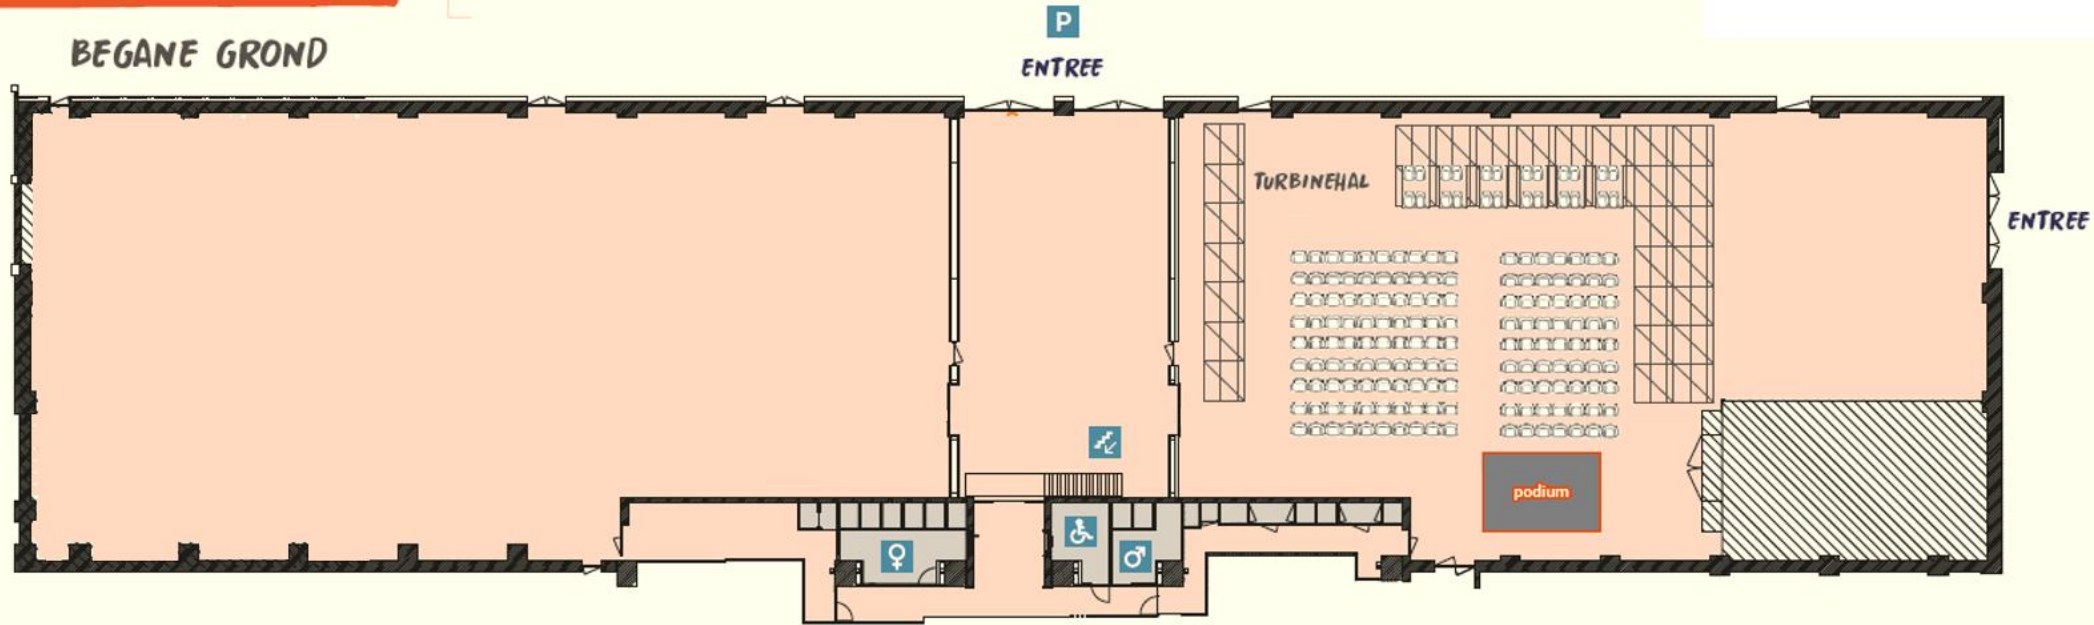 P
BEGANE GROND
ENTREE
TURBINEHAL
ENTREE
podium